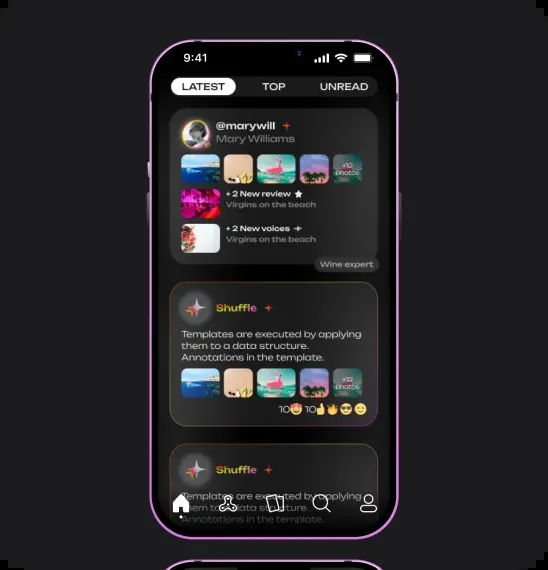 9:41
LATEST TOP UNREAD
@marywill
Mary Williams
+12
photos
+ 2 New review
Virgins on the beach
+ 2 New voices
Virgins on the beach
Wine expert
Shuffle
Templates are executed by applying
them to a data structure.
Annotations in the template.
+12
photos
10 10
Shuffle
Templates are executed by applying
them to a data structure.
Annotations in the template.